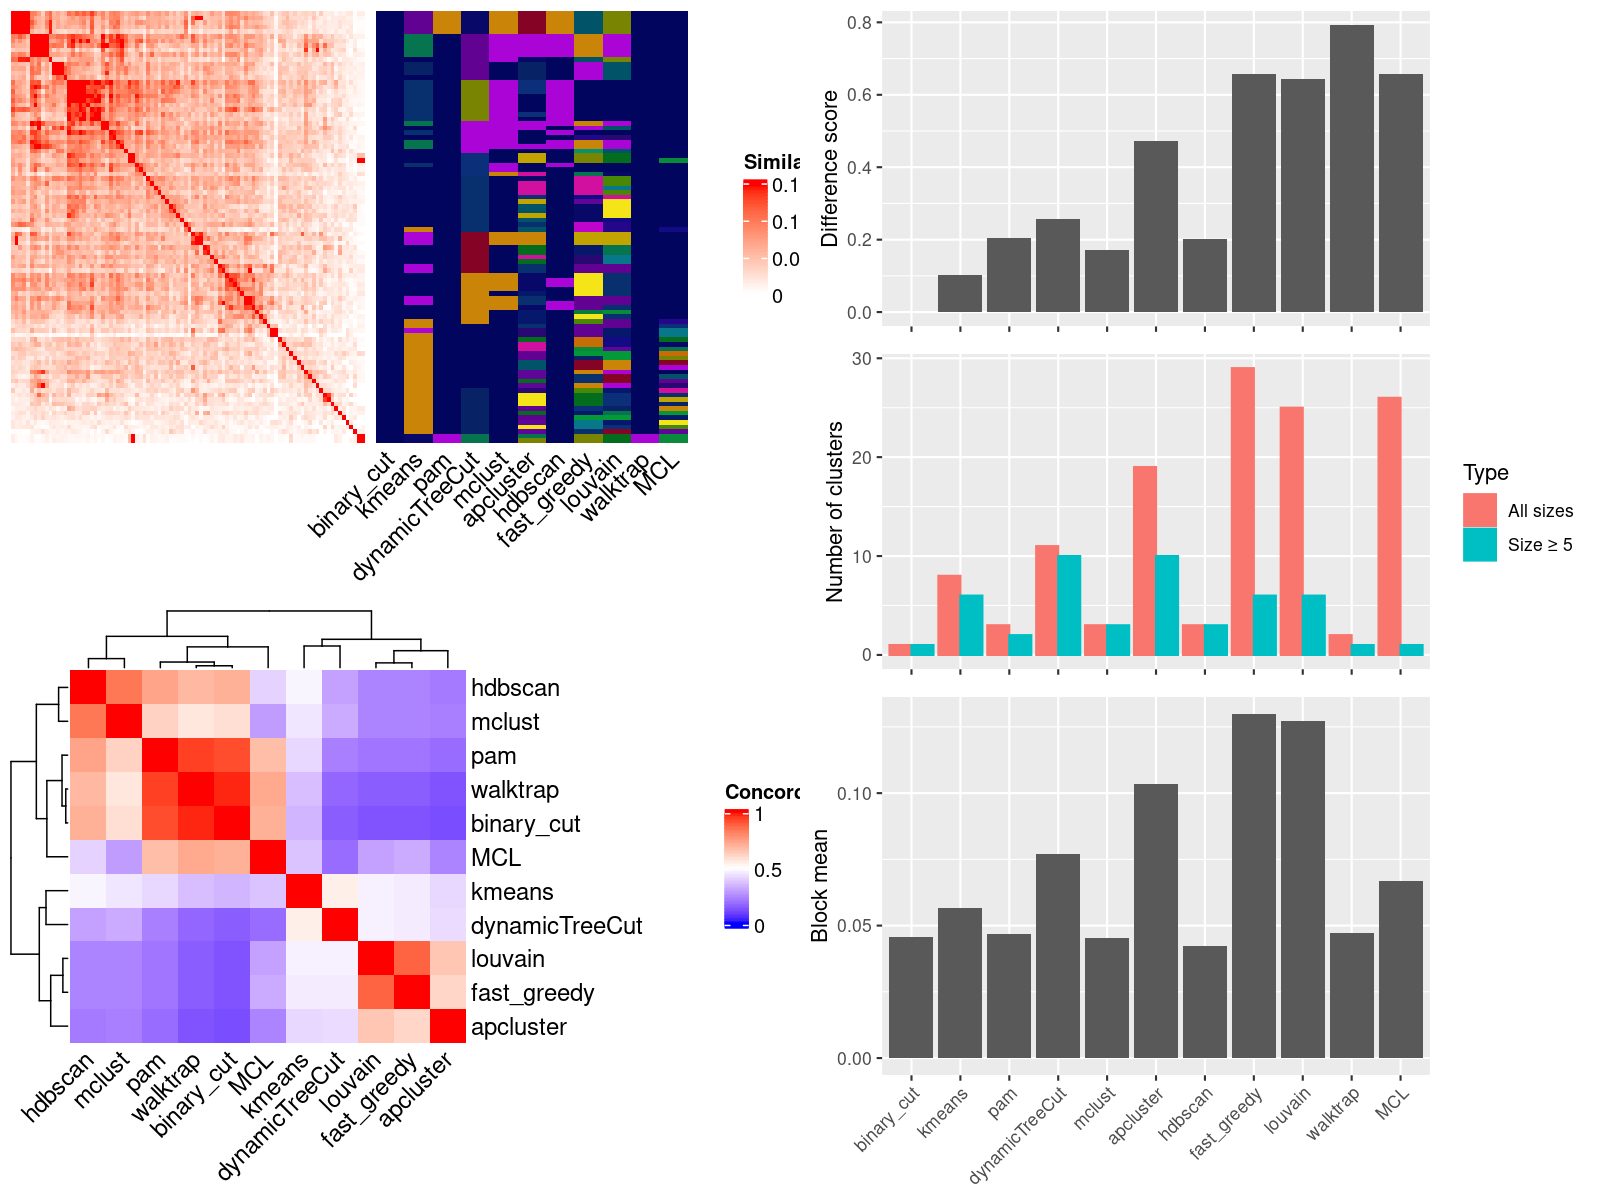 Simila
0.1
0.1
0.0
0
binary_cut
kmeans
pam
dynamicTreeCut
mclust
apcluster
hdbscan
fast_greedy
louvain
walktrap
MCL
hdbscan
mclust
pam
walktrap
binary_cut
MCL
kmeans
dynamicTreeCut
louvain
fast_greedy
apcluster
hdbscan
mclust
pam
walktrap
binary_cut
MCL
kmeans
dynamicTreeCut
louvain
fast_greedy
apcluster
Concord
1
0.5
0
Difference score
0.8
0.6
0.4
0.2
0.0
Number of clusters
30
20
10
0
Type
All sizes
Size ≥ 5
Block mean
0.10
0.05
0.00
binary_cut
kmeans
pam
dynamicTreeCut
mclust
apcluster
hdbscan
fast_greedy
louvain
walktrap
MCL